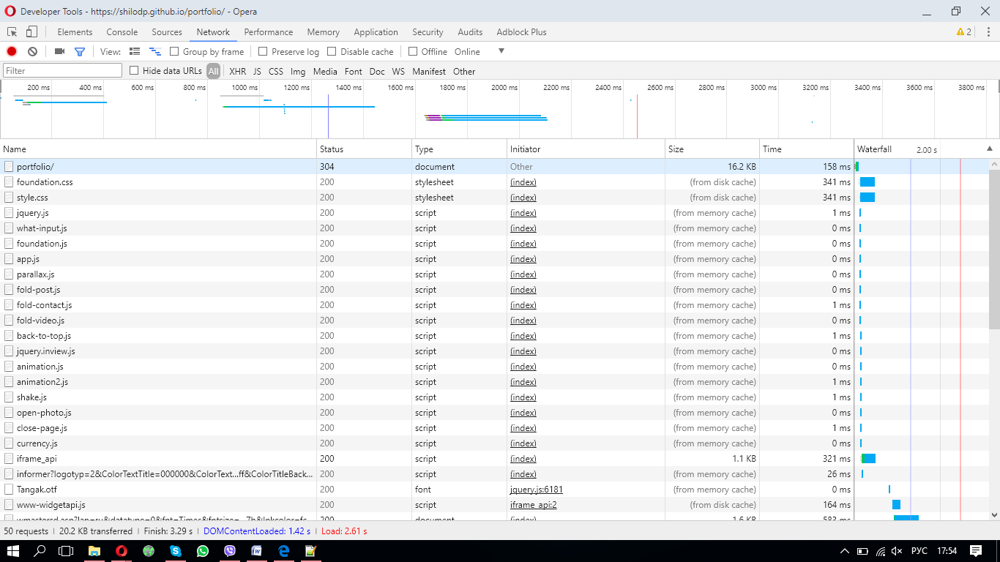 Developer Tools - https://shilodp.github.io/portfolio/ - Opera
Elements Console Sources Network Performance Memory Application Security Audits Adblock Plus 2
View: Group by frame Preserve log Disable cache Offline Online
Filter Hide data URLs All XHR JS CSS Img Media Font Doc WS Manifest Other
200 ms 400 ms 600 ms 800 ms 1000 ms 1200 ms 1400 ms 1600 ms 1800 ms 2000 ms 2200 ms 2400 ms 2600 ms 2800 ms 3000 ms 3200 ms 3400 ms 3600 ms 3800 ms
Name Status Type Initiator Size Time Waterfall 2.00 s
portfolio/ 304 document Other 16.2 KB 158 ms
foundation.css 200 stylesheet (index) (from disk cache) 341 ms
style.css 200 stylesheet (index) (from disk cache) 341 ms
jquery.js 200 script (index) (from memory cache) 1 ms
what-input.js 200 script (index) (from memory cache) 0 ms
foundation.js 200 script (index) (from memory cache) 0 ms
app.js 200 script (index) (from memory cache) 0 ms
parallax.js 200 script (index) (from memory cache) 0 ms
fold-post.js 200 script (index) (from memory cache) 0 ms
fold-contact.js 200 script (index) (from memory cache) 1 ms
fold-video.js 200 script (index) (from memory cache) 0 ms
back-to-top.js 200 script (index) (from memory cache) 1 ms
jquery.inview.js 200 script (index) (from memory cache) 0 ms
animation.js 200 script (index) (from memory cache) 0 ms
animation2.js 200 script (index) (from memory cache) 1 ms
shake.js 200 script (index) (from memory cache) 1 ms
open-photo.js 200 script (index) (from memory cache) 0 ms
close-page.js 200 script (index) (from memory cache) 1 ms
currency.js 200 script (index) (from memory cache) 0 ms
iframe_api 200 script (index) 1.1 KB 321 ms
informer?logotyp=2&ColorTextTitle=000000&ColorText...ff&ColorTitleBack... 200 script (index) (from memory cache) 26 ms
Tangak.otf 200 font jquery.js:6181 (from memory cache) 0 ms
www-widgetapi.js 200 script iframe_api:2 (from disk cache) 164 ms
200 document (index) 1.6 KB 583 ms
50 requests | 20.2 KB transferred | Finish: 3.29 s | DOMContentLoaded: 1.42 s | Load: 2.61 s
РУС 17:54